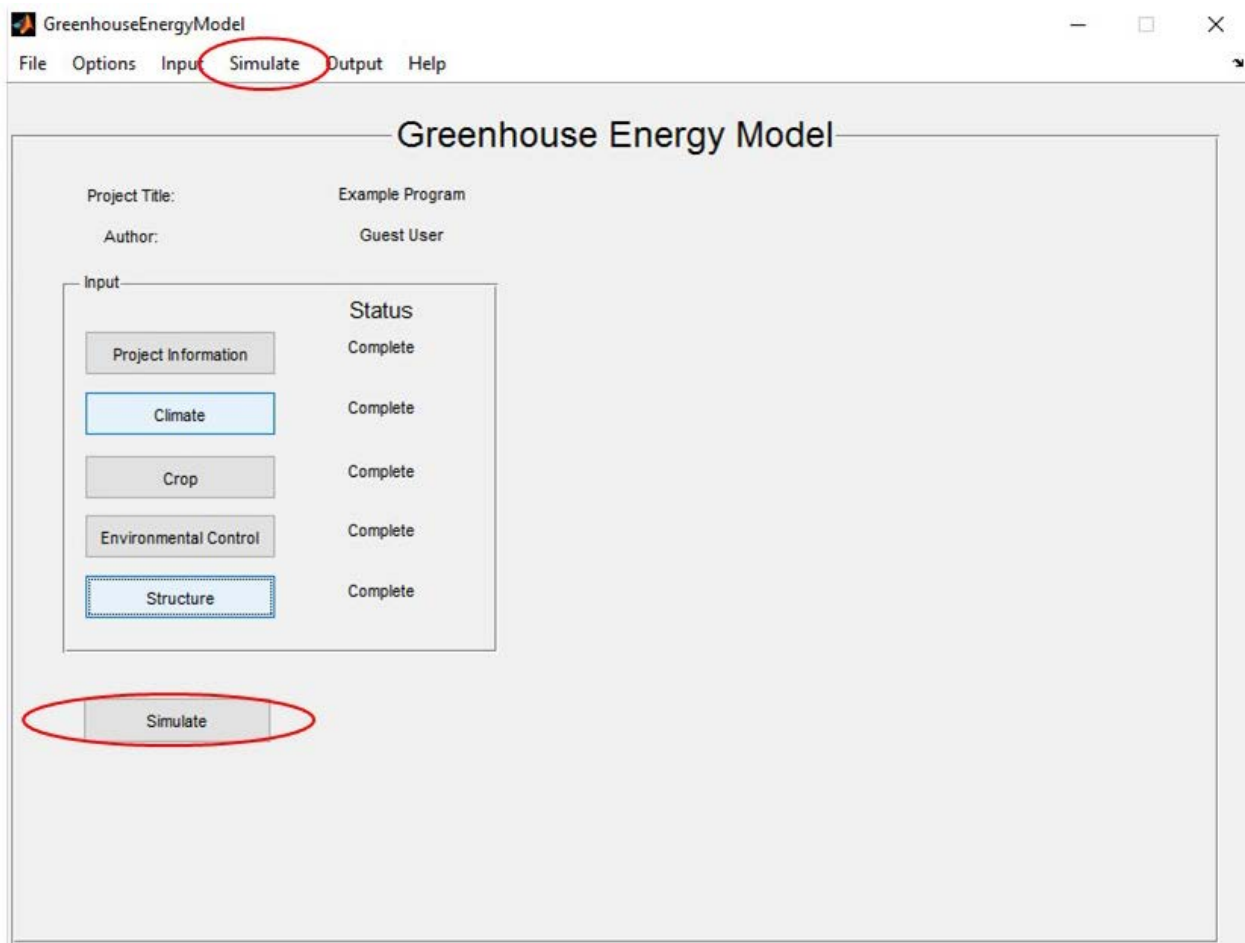 GreenhouseEnergyModel
File Options Input Simulate Output Help
Greenhouse Energy Model
Project Title: Example Program
Author: Guest User
Input
Status
Project Information Complete
Climate Complete
Crop Complete
Environmental Control Complete
Structure Complete
Simulate